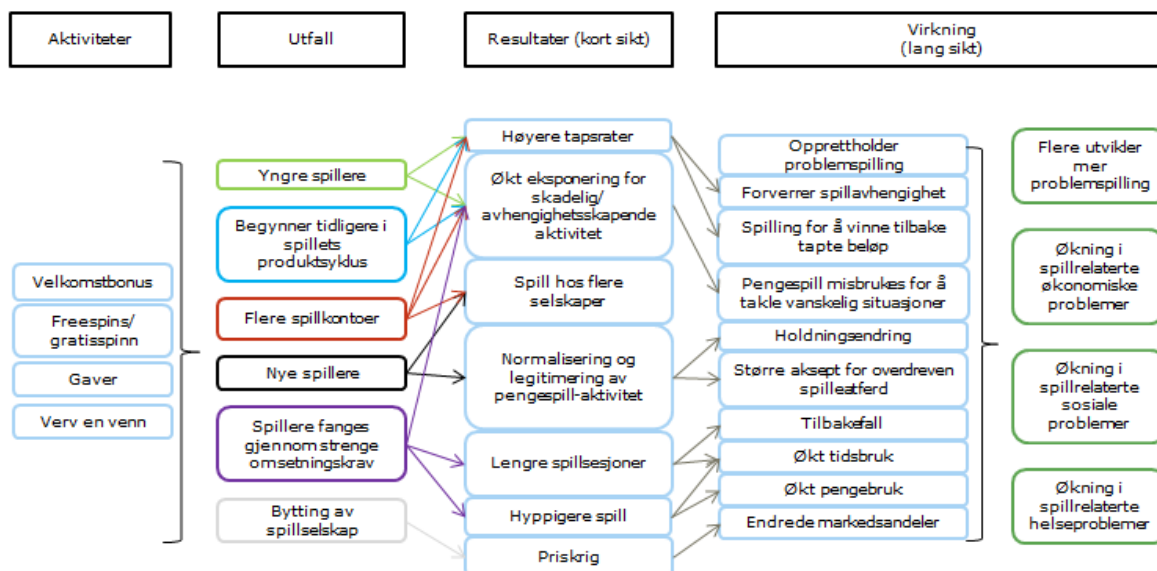 Aktiviteter
Utfall
Resultater (kort sikt)
Virkning
(lang sikt)
Velkomstbonus
Freespins/
gratisspinn
Gaver
Verv en venn
Yngre spillere
Begynner tidligere i
spillets
produktsyklus
Flere spillkontoer
Nye spillere
Spillere fanges
gjennom strenge
omsetningskrav
Bytting av
spillselskap
Høyere tapsrater
Økt eksponering for
skadelig/
avhengighetsskapende
aktivitet
Spill hos flere
selskaper
Normalisering og
legitimering av
pengespill-aktivitet
Lengre spillsesjoner
Hyppigere spill
Priskrig
Opprettholder
problemspilling
Forverrer spillavhengighet
Spilling for å vinne tilbake
tapte beløp
Pengespill misbrukes for å
takle vanskelig situasjoner
Holdningsendring
Større aksept for overdreven
spilleatferd
Tilbakefall
Økt tidsbruk
Økt pengebruk
Endrede markedsandeler
Flere utvikler
mer
problemspilling
Økning i
spillrelaterte
økonomiske
problemer
Økning i
spillrelaterte
sosiale
problemer
Økning i
spillrelaterte
helseproblemer